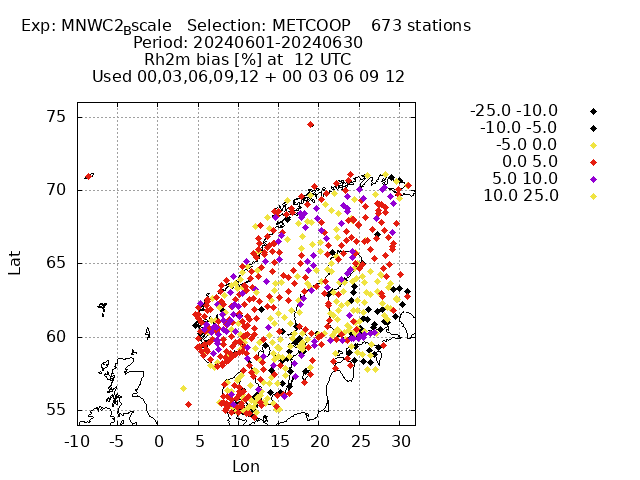 Exp: MNWC2Bscale   Selection: METCOOP    673 stations
Period: 20240601-20240630
Rh2m bias [%] at  12 UTC
Used 00,03,06,09,12 + 00 03 06 09 12
-25.0 -10.0
-10.0 -5.0
-5.0 0.0
0.0 5.0
5.0 10.0
10.0 25.0
75
70
65
60
55
Lat
-10 -5 0 5 10 15 20 25 30
Lon